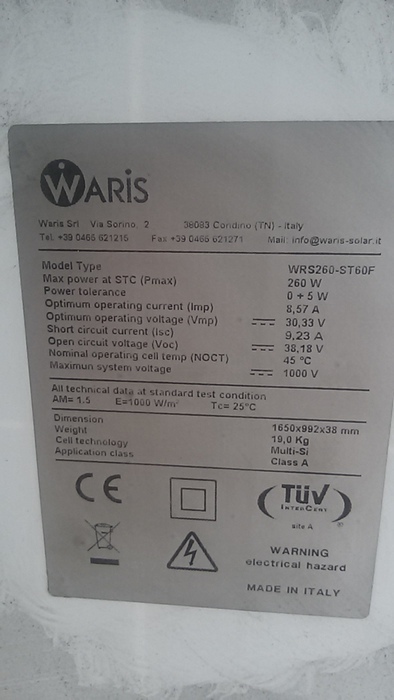 WARIS
Waris Srl Via Sorino, 2 38083 Condino (TN) - Italy
Tel. +39 0465 621215 Fax +39 0465 621271 Mail: info@waris-solar.it
Model Type WRS260-ST60F
Max power at STC (Pmax) 260 W
Power tolerance 0 + 5 W
Optimum operating current (Imp) 8,57 A
Optimum operating voltage (Vmp) 30,33 V
Short circuit current (Isc) 9,23 A
Open circuit voltage (Voc) 38,18 V
Nominal operating cell temp (NOCT) 45 °C
Maximun system voltage 1000 V
All technical data at standard test condition
AM= 1.5 E=1000 W/m² Tc= 25°C
Dimension 1650x992x38 mm
Weight 19,0 Kg
Cell technology Multi-Si
Application class Class A
CE
TÜV
INTERCERT
site A
WARNING
electrical hazard
MADE IN ITALY